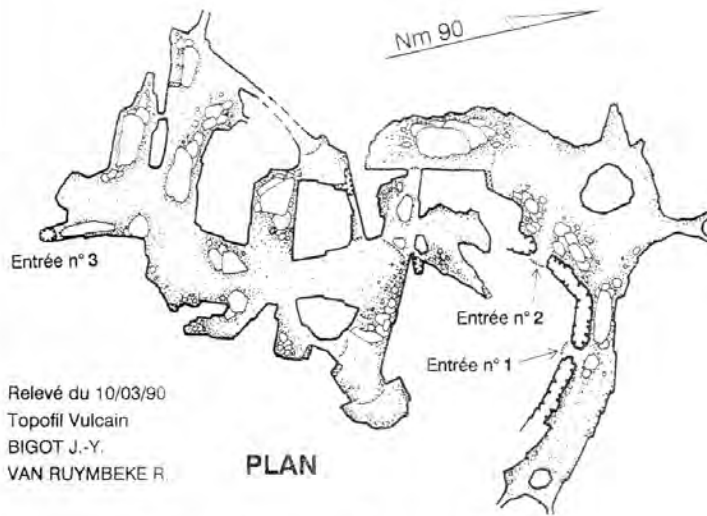 Nm 90
Entrée n° 3
Entrée n° 2
Entrée n° 1
Relevé du 10/03/90
Topofil Vulcain
BIGOT J.-Y.
VAN RUYMBEKE R.
PLAN